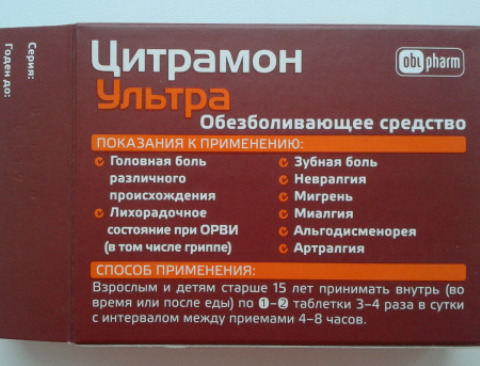 Серия:
Годен до:
Цитрамон
Ультра
obl pharm
Обезболивающее средство
ПОКАЗАНИЯ К ПРИМЕНЕНИЮ:
Головная боль
различного
происхождения
Лихорадочное
состояние при ОРВИ
(в том числе гриппе)
Зубная боль
Невралгия
Мигрень
Миалгия
Альгодисменорея
Артралгия
СПОСОБ ПРИМЕНЕНИЯ:
Взрослым и детям старше 15 лет принимать внутрь (во
время или после еды) по 1–2 таблетки 3–4 раза в сутки
с интервалом между приемами 4–8 часов.